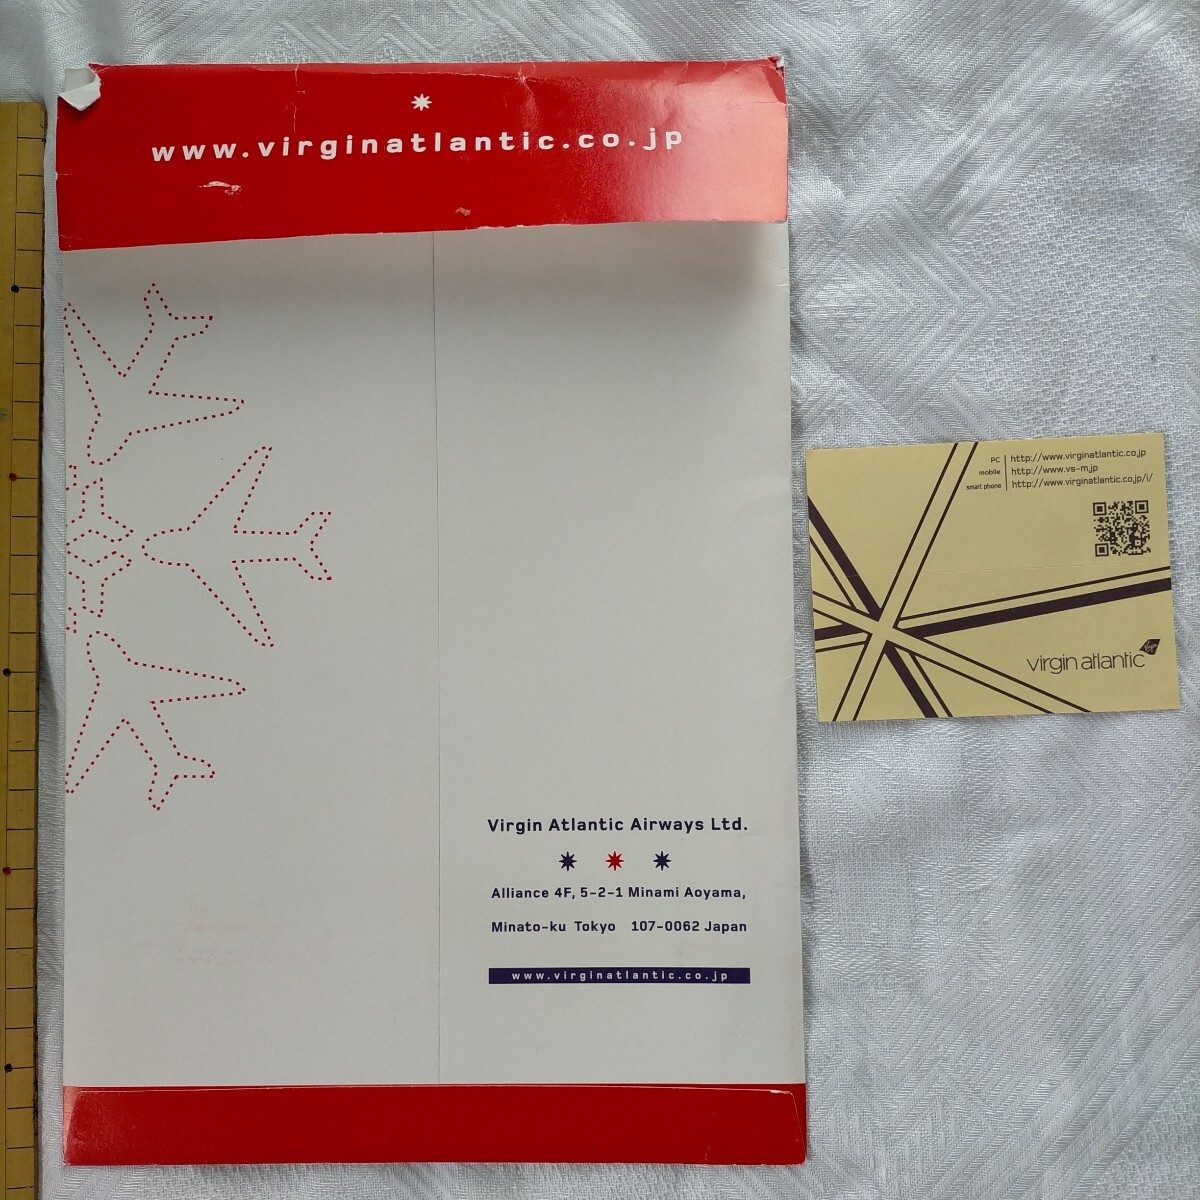 www.virginatlantic.co.jp
Virgin Atlantic Airways Ltd.
Alliance 4F, 5-2-1 Minami Aoyama,
Minato-ku Tokyo 107-0062 Japan
www.virginatlantic.co.jp
PC | http://www.virginatlantic.co.jp
mobile | http://www.vs-m.jp
smart phone | http://www.virginatlantic.co.jp/i/
virgin atlantic